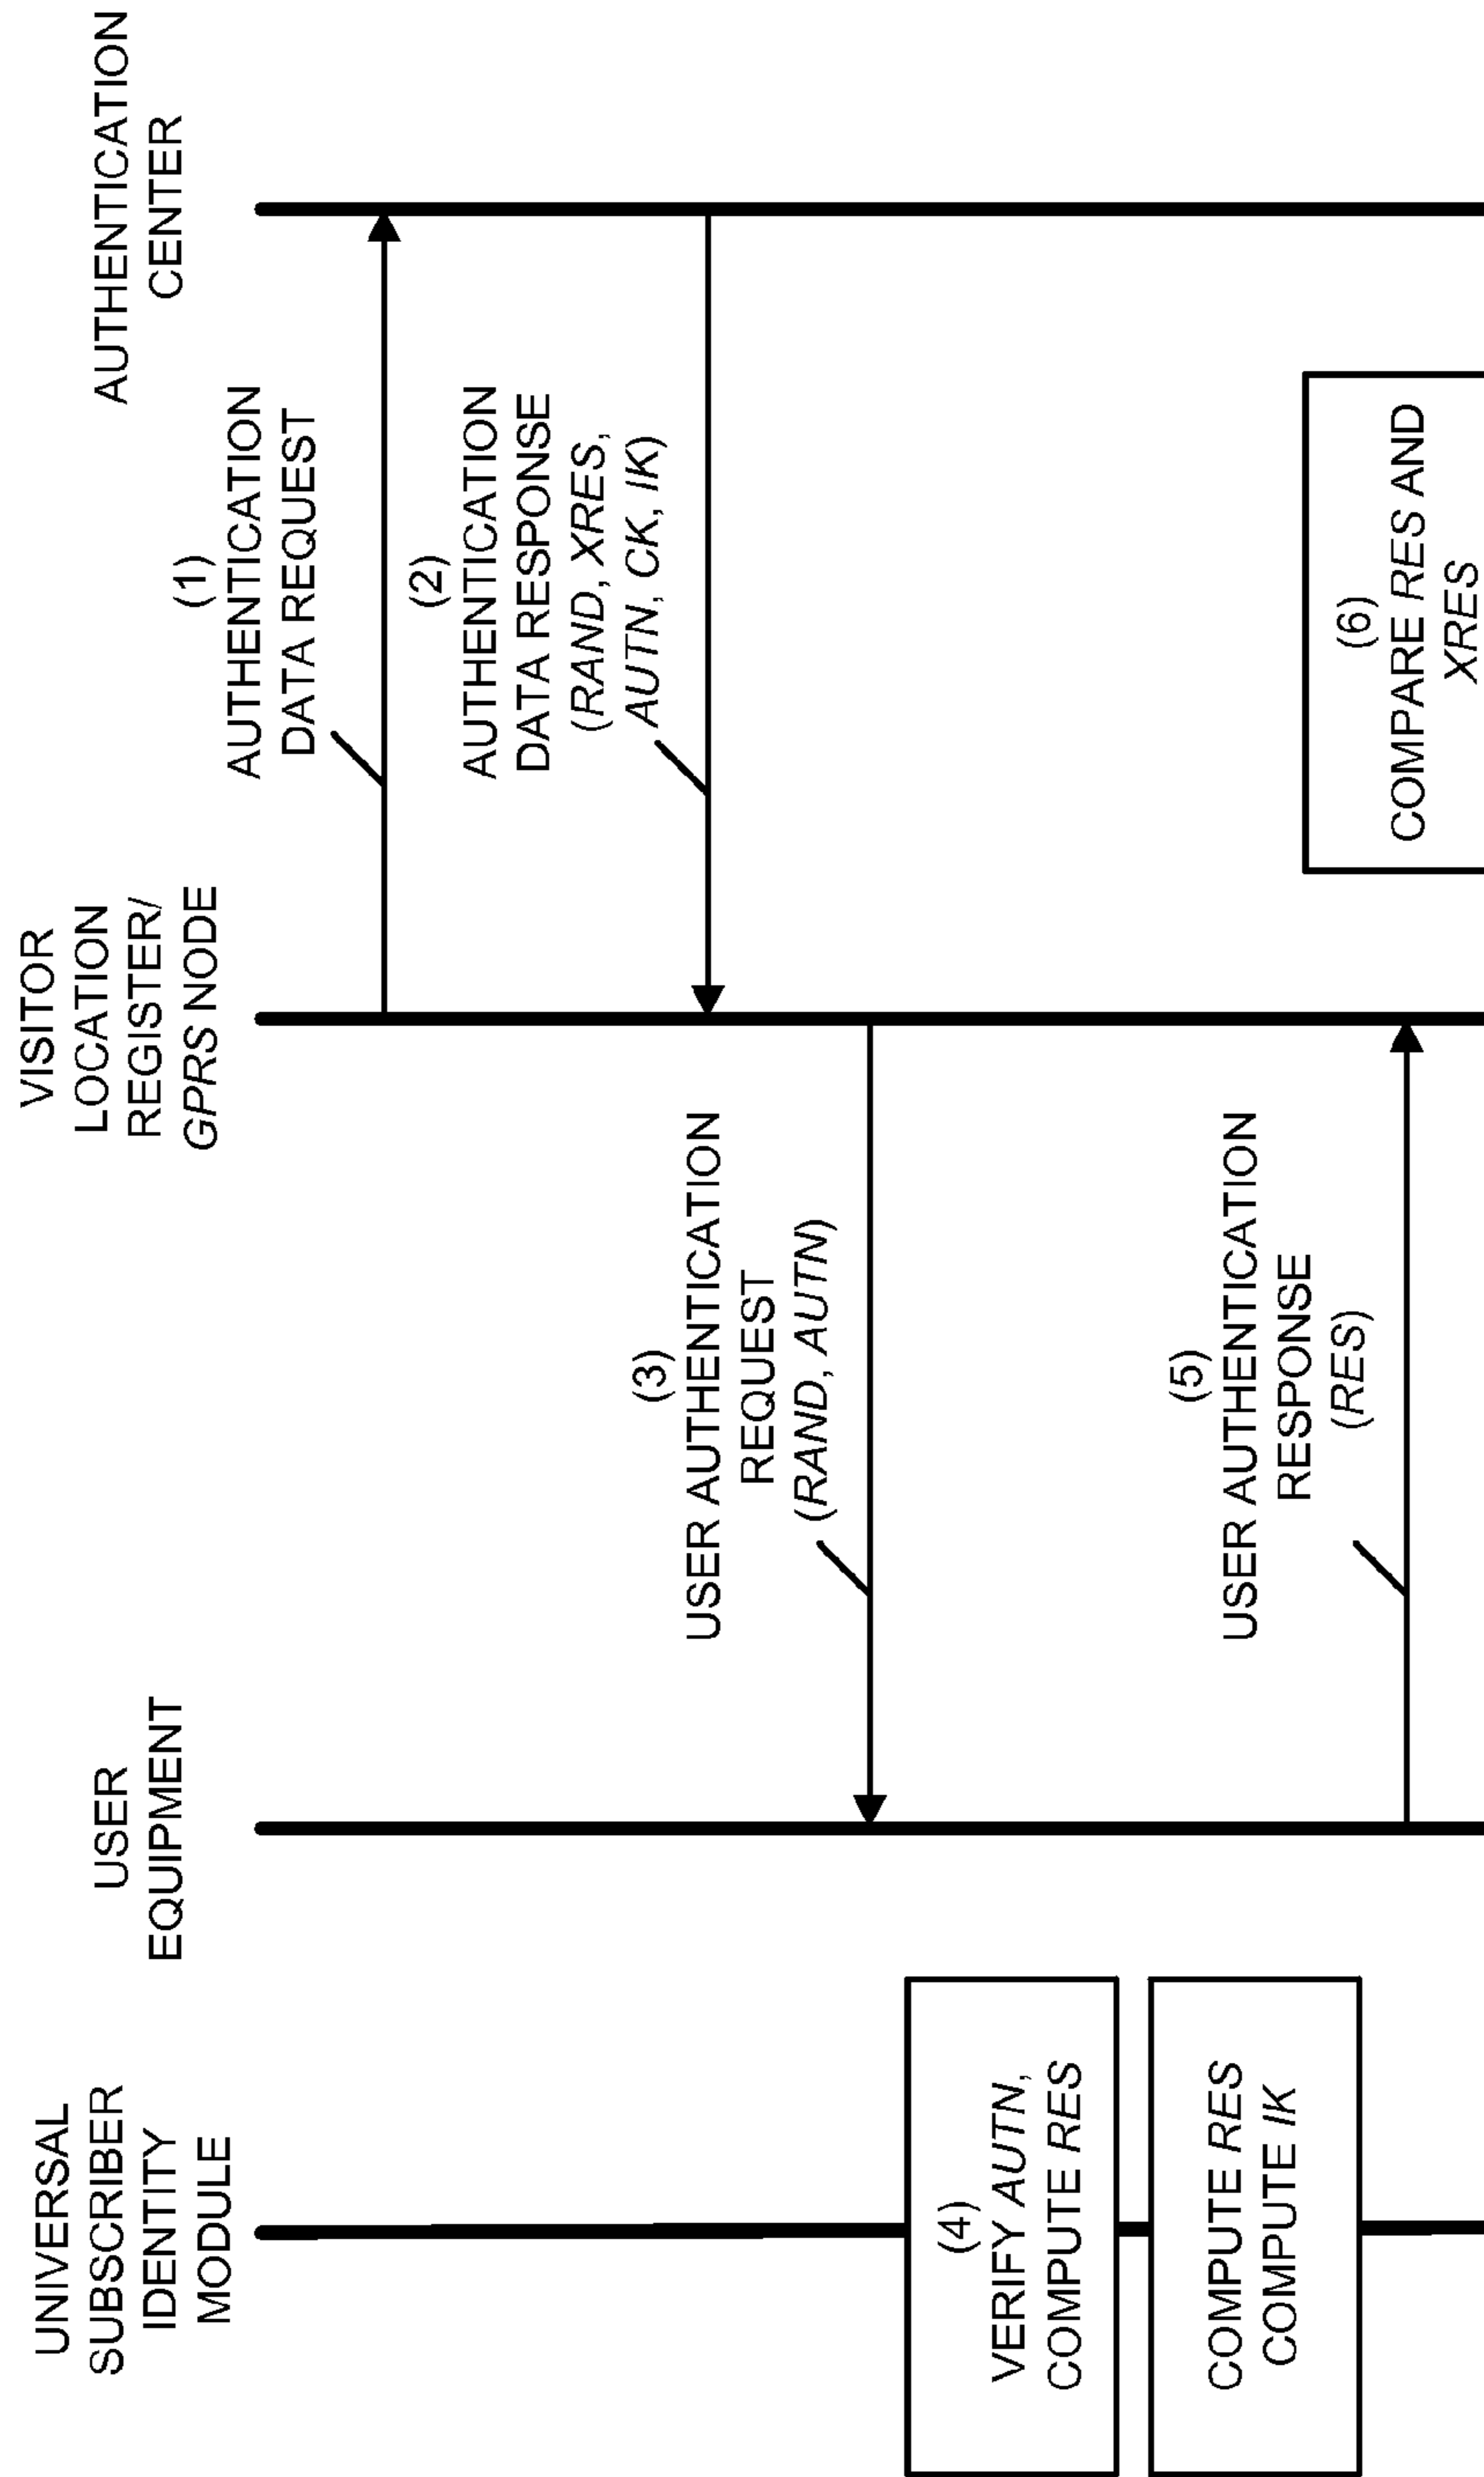 UNIVERSAL
SUBSCRIBER
IDENTITY
MODULE
USER
EQUIPMENT
VISITOR
LOCATION
REGISTER/
GPRS NODE
AUTHENTICATION
CENTER
(1)
AUTHENTICATION
DATA REQUEST
(2)
AUTHENTICATION
DATA RESPONSE
(RAND, XRES,
AUTN, CK, IK)
(3)
USER AUTHENTICATION
REQUEST
(RAND, AUTN)
(4)
VERIFY AUTN,
COMPUTE RES
COMPUTE RES
COMPUTE IK
(5)
USER AUTHENTICATION
RESPONSE
(RES)
(6)
COMPARE RES AND
XRES